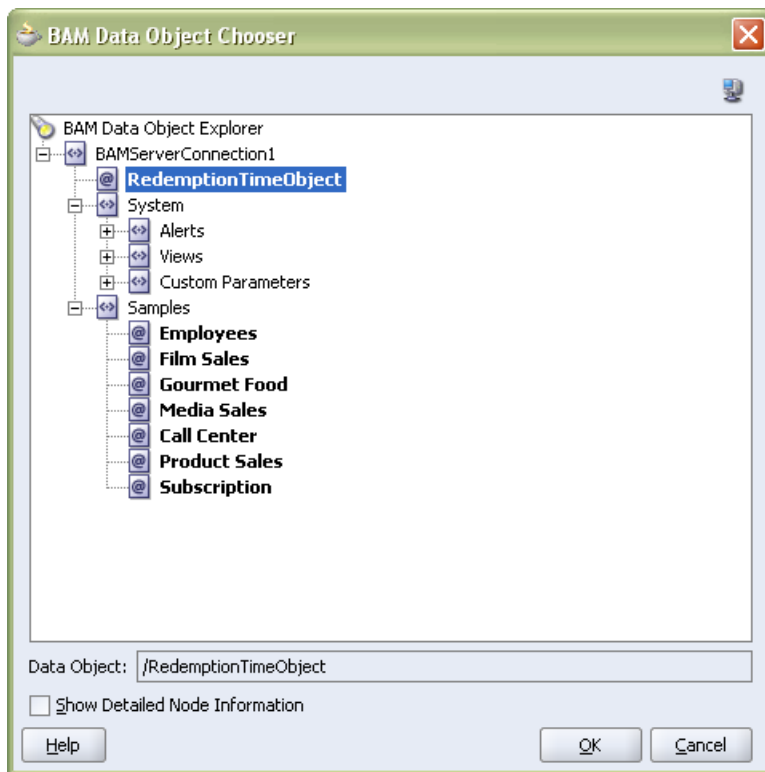 BAM Data Object Chooser
BAM Data Object Explorer
BAMServerConnection1
RedemptionTimeObject
System
Alerts
Views
Custom Parameters
Samples
Employees
Film Sales
Gourmet Food
Media Sales
Call Center
Product Sales
Subscription
Data Object: /RedemptionTimeObject
Show Detailed Node Information
Help OK Cancel